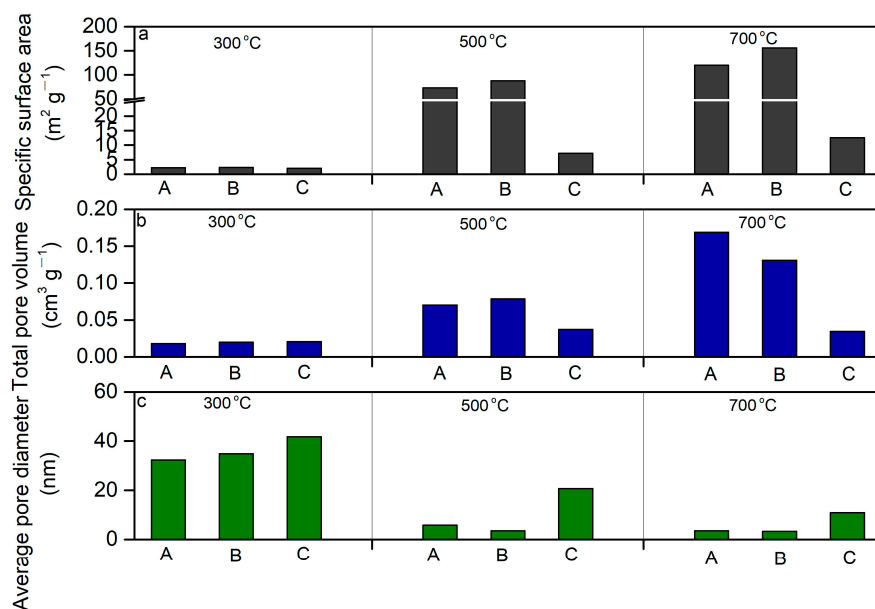 Specific surface area
(m² g⁻¹)
a
300°C
500°C
700°C
200
150
100
50
20
15
10
5
0
A B C A B C A B C
Total pore volume
(cm³ g⁻¹)
b
300°C
500°C
700°C
0.20
0.15
0.10
0.05
0.00
A B C A B C A B C
Average pore diameter
(nm)
c
300°C
500°C
700°C
60
40
20
0
A B C A B C A B C